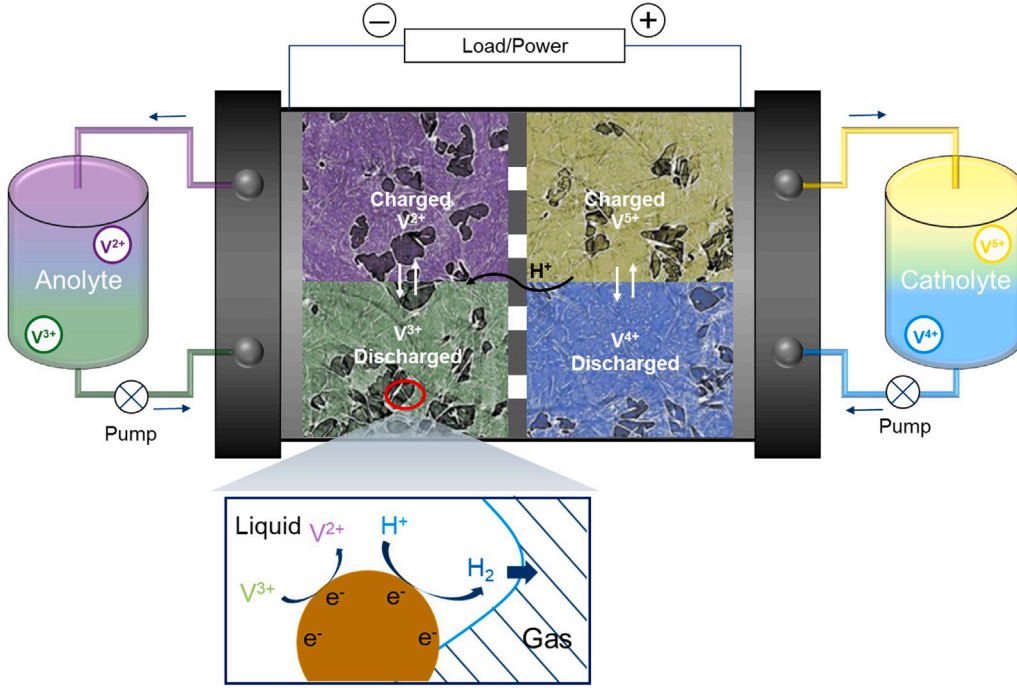 −
+
Load/Power
Charged
V²⁺
Charged
V⁵⁺
V²⁺
Anolyte
V³⁺
V⁵⁺
Catholyte
V⁴⁺
H⁺
V³⁺
Discharged
V⁴⁺
Discharged
Pump
Pump
Liquid
V²⁺
H⁺
H₂
V³⁺
e⁻
e⁻
e⁻
e⁻
Gas